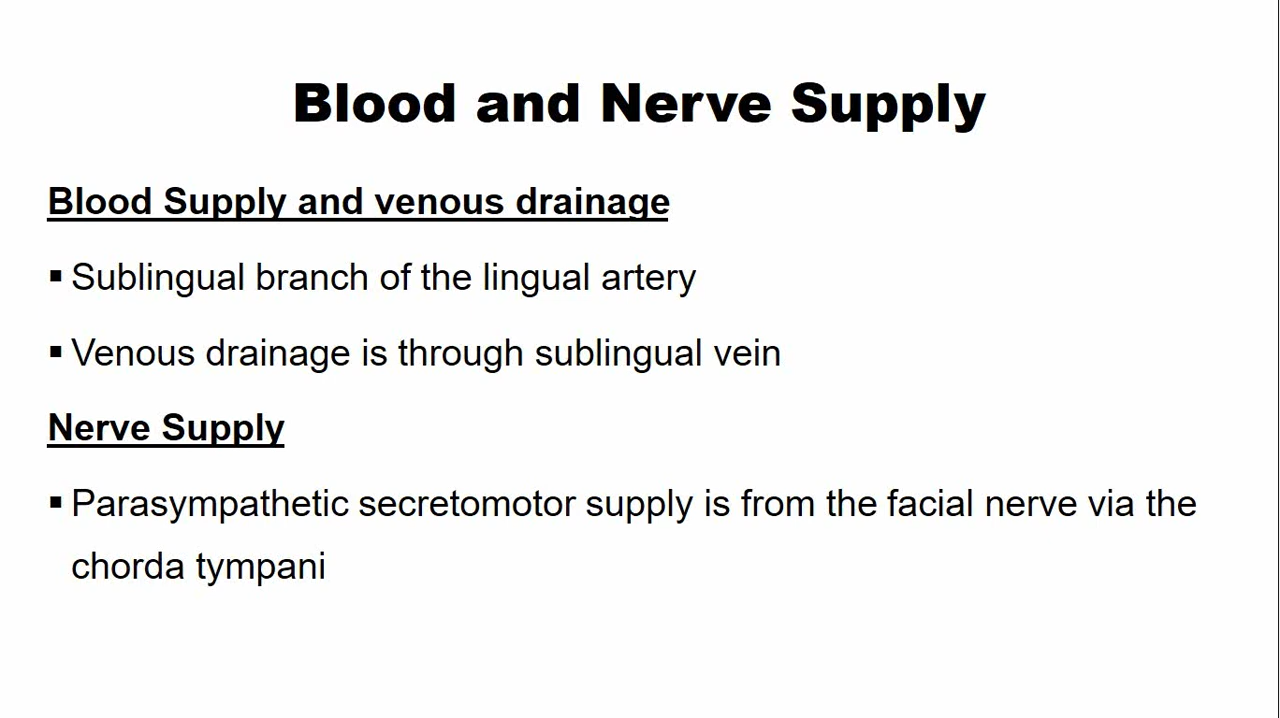 Blood and Nerve Supply
Blood Supply and venous drainage
▪ Sublingual branch of the lingual artery
▪ Venous drainage is through sublingual vein
Nerve Supply
▪ Parasympathetic secretomotor supply is from the facial nerve via the
chorda tympani